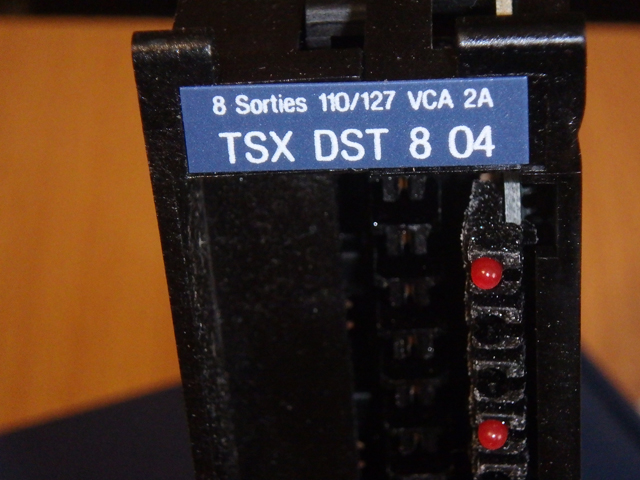 8 Sorties 110/127 VCA 2A
TSX DST 8 04